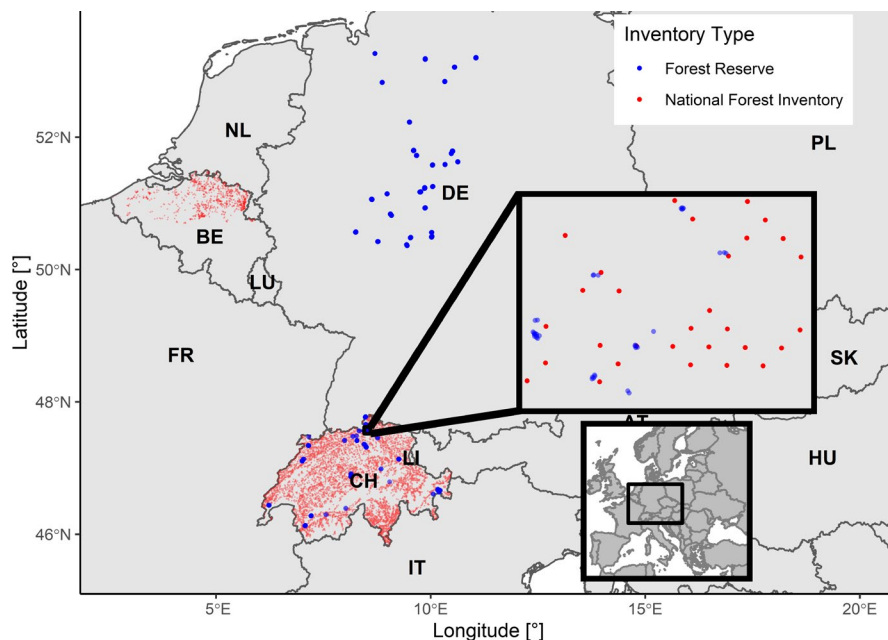 Inventory Type
Forest Reserve
National Forest Inventory
52°N
50°N
48°N
46°N
Latitude [°]
NL
PL
DE
BE
LU
FR
SK
AT
HU
LI
CH
IT
5°E
10°E
15°E
20°E
Longitude [°]